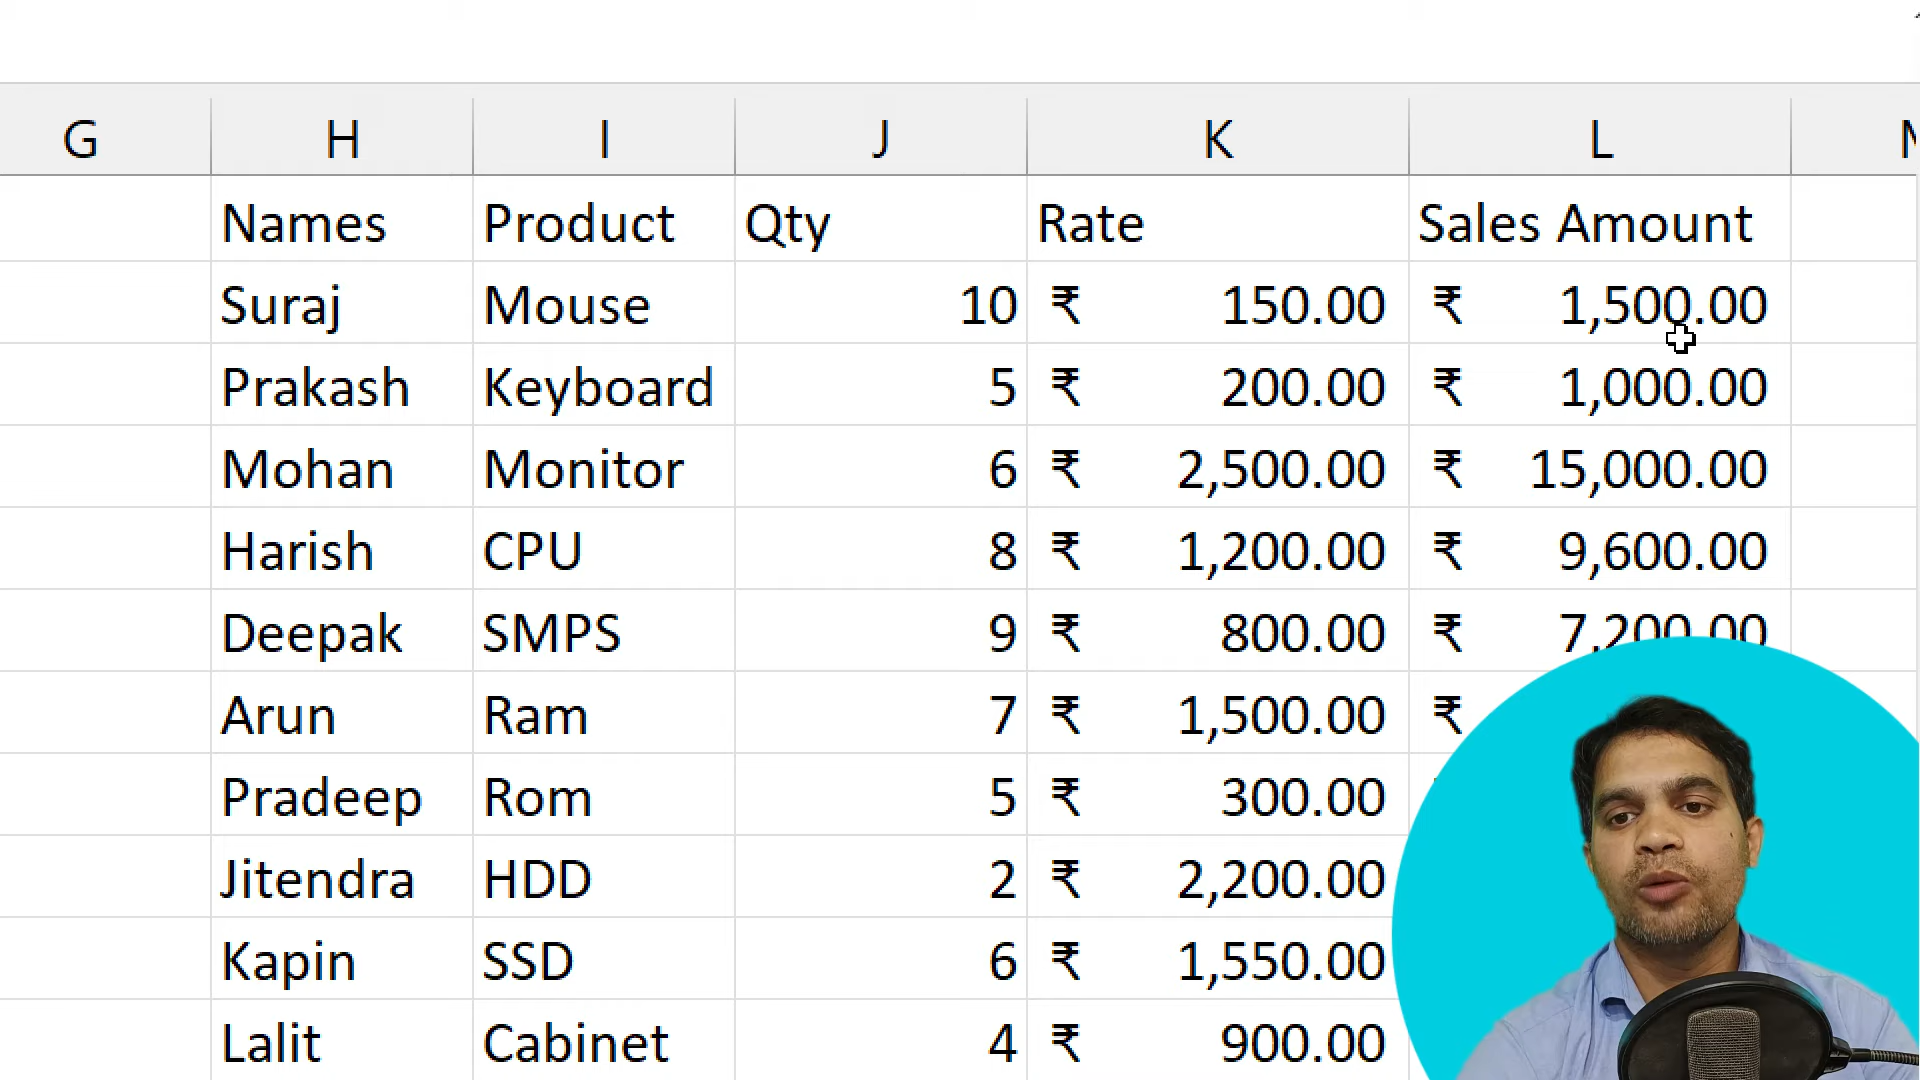 G H I J K L
Names Product Qty Rate Sales Amount
Suraj Mouse 10 ₹ 150.00 ₹ 1,500.00
Prakash Keyboard 5 ₹ 200.00 ₹ 1,000.00
Mohan Monitor 6 ₹ 2,500.00 ₹ 15,000.00
Harish CPU 8 ₹ 1,200.00 ₹ 9,600.00
Deepak SMPS 9 ₹ 800.00 ₹ 7,200.00
Arun Ram 7 ₹ 1,500.00 ₹
Pradeep Rom 5 ₹ 300.00
Jitendra HDD 2 ₹ 2,200.00
Kapin SSD 6 ₹ 1,550.00
Lalit Cabinet 4 ₹ 900.00